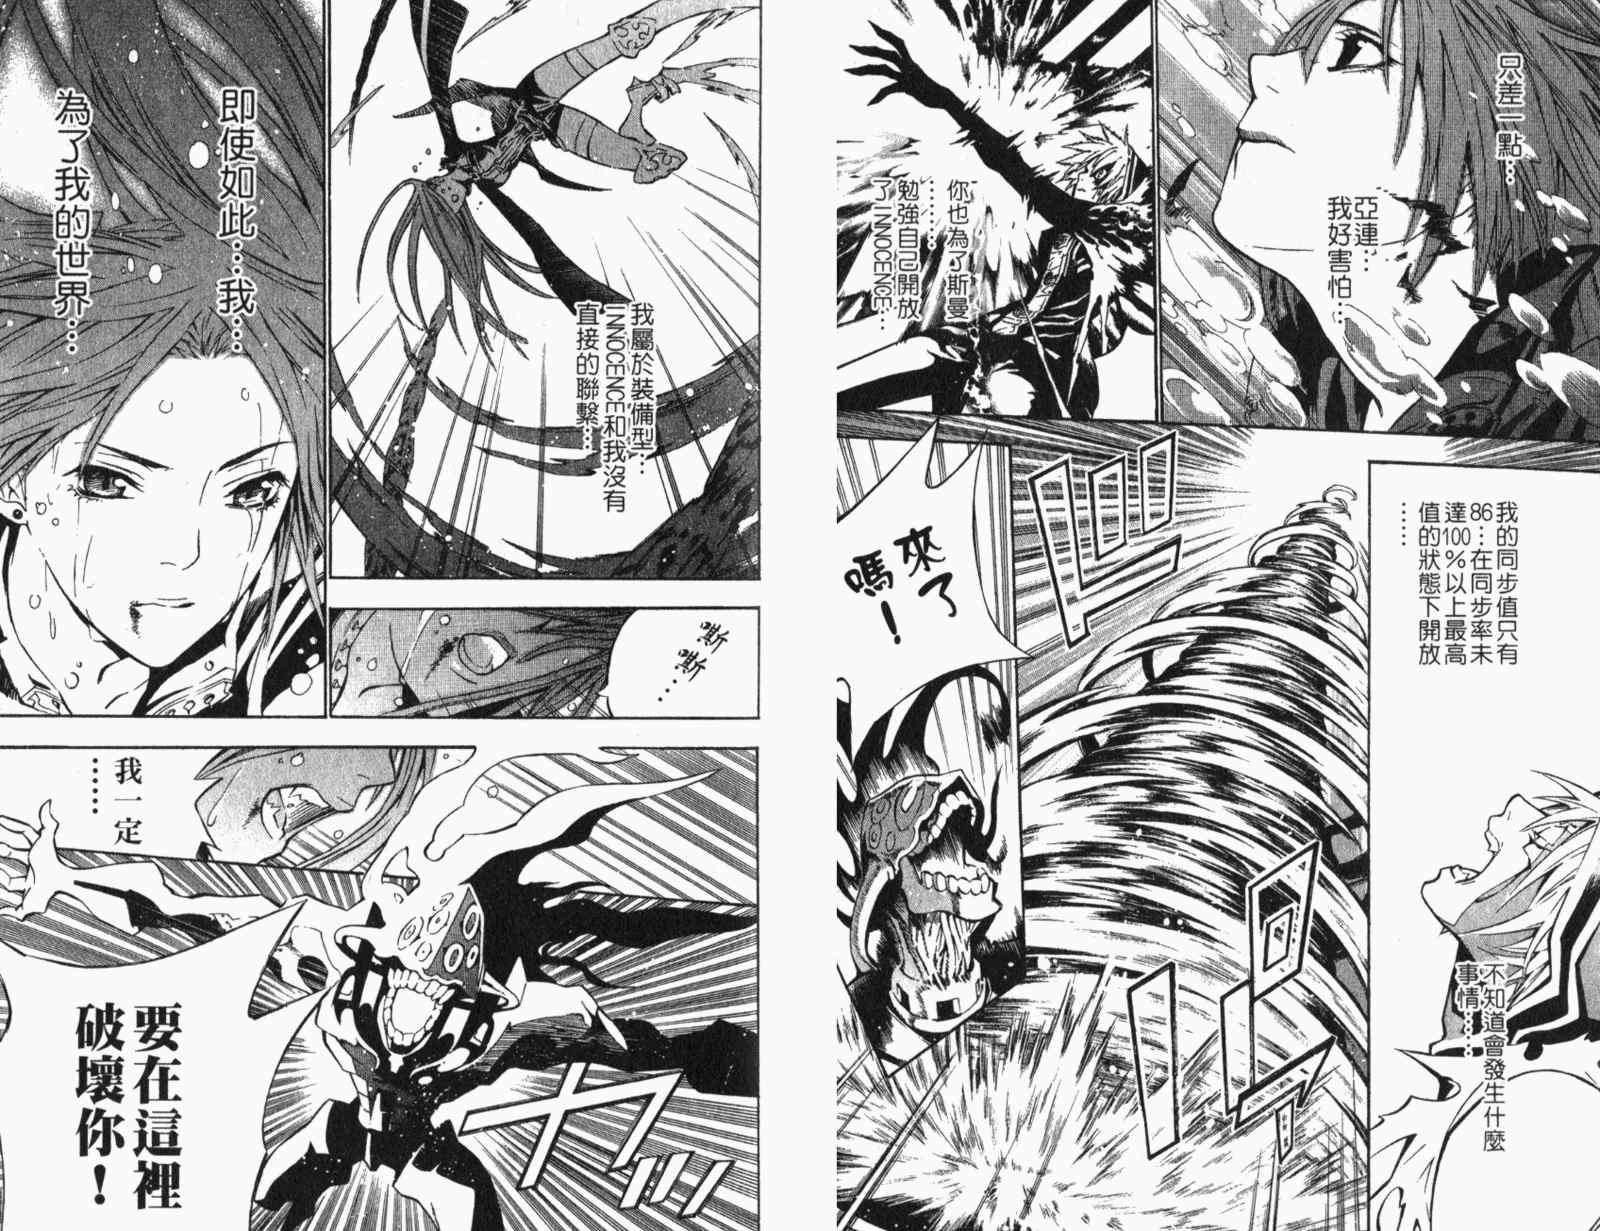 只差一點…
亞連…
我好害怕…
你也為了斯曼
………
勉強自己開放
了INNOCENCE…
我的同步值只有
86…在同步率未
達100%以上最高
值的狀態下開放
……
不知道會發生什麼
事情……
來了
嗎!
我屬於裝備型…
INNOCENCE和我沒有
直接的聯繫…
即使如此…我…
為了我的世界…
嘶
嘶
…
我一定
……
要在這裡
破壞你!